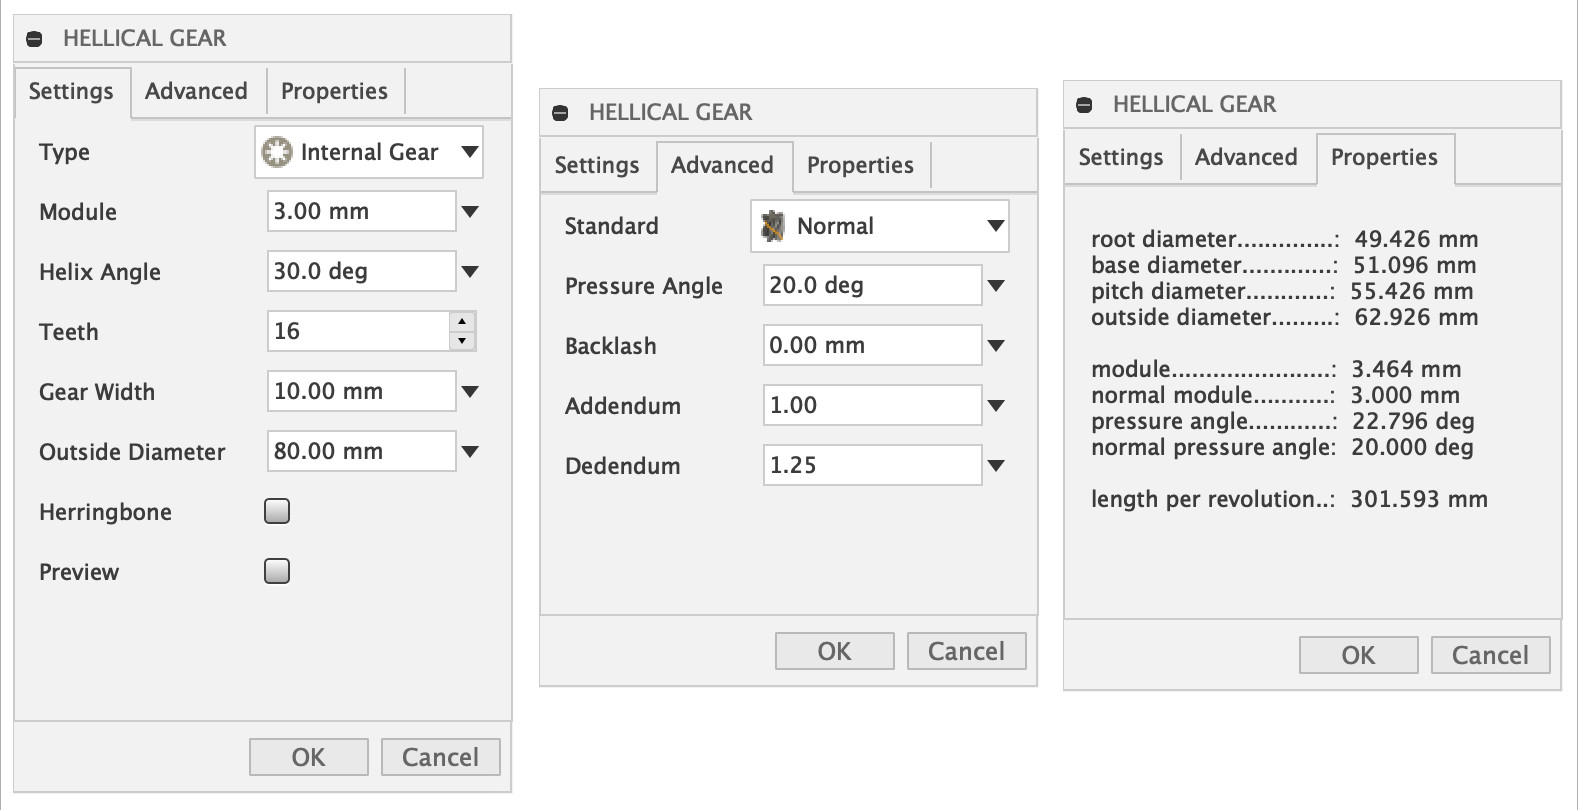 HELLICAL GEAR
Settings Advanced Properties
Type Internal Gear
Module 3.00 mm
Helix Angle 30.0 deg
Teeth 16
Gear Width 10.00 mm
Outside Diameter 80.00 mm
Herringbone
Preview
OK Cancel
HELLICAL GEAR
Settings Advanced Properties
Standard Normal
Pressure Angle 20.0 deg
Backlash 0.00 mm
Addendum 1.00
Dedendum 1.25
OK Cancel
HELLICAL GEAR
Settings Advanced Properties
root diameter..............: 49.426 mm
base diameter.............: 51.096 mm
pitch diameter............: 55.426 mm
outside diameter.........: 62.926 mm
module.......................: 3.464 mm
normal module...........: 3.000 mm
pressure angle............: 22.796 deg
normal pressure angle: 20.000 deg
length per revolution..: 301.593 mm
OK Cancel